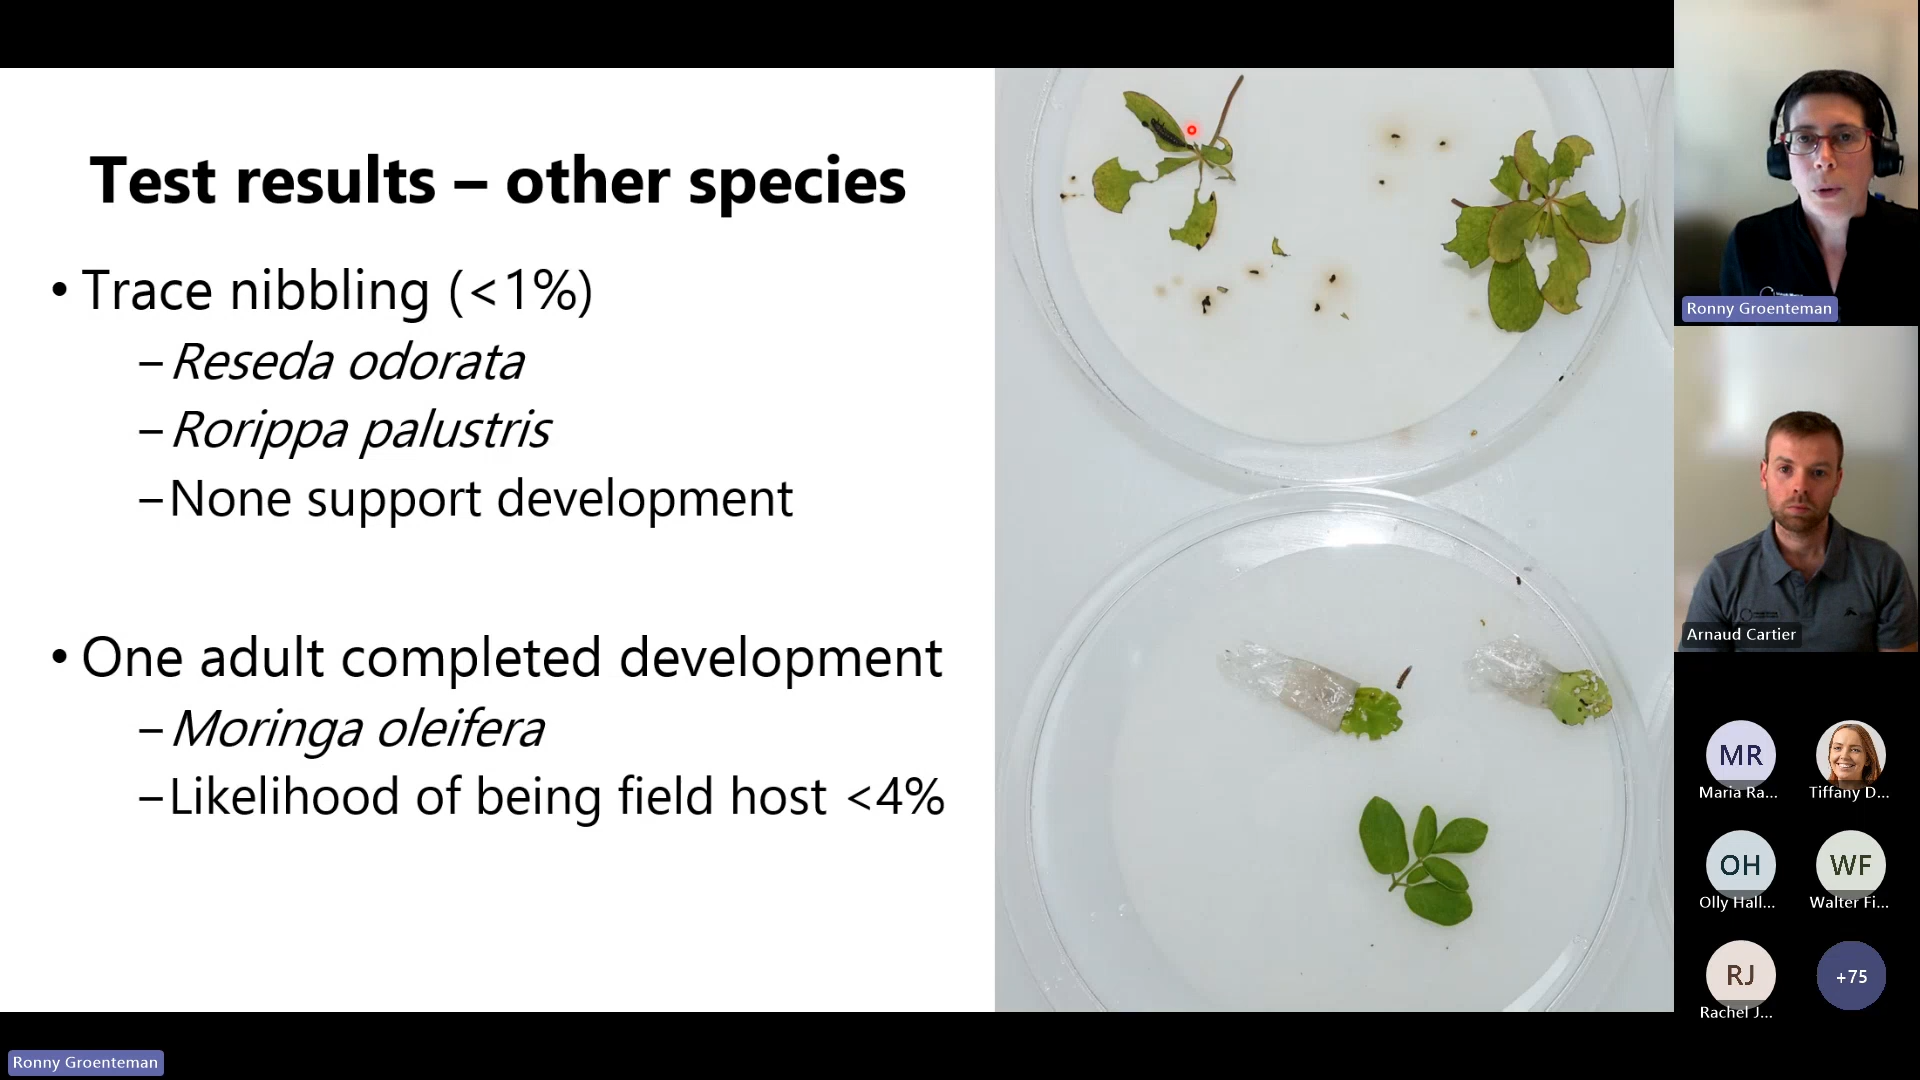 Test results – other species
• Trace nibbling (<1%)
– Reseda odorata
– Rorippa palustris
– None support development
• One adult completed development
– Moringa oleifera
– Likelihood of being field host <4%
Ronny Groenteman
Arnaud Cartier
MR
Maria Ra...
Tiffany D...
OH
Olly Hall...
WF
Walter Fi...
RJ
Rachel J...
+75
Ronny Groenteman